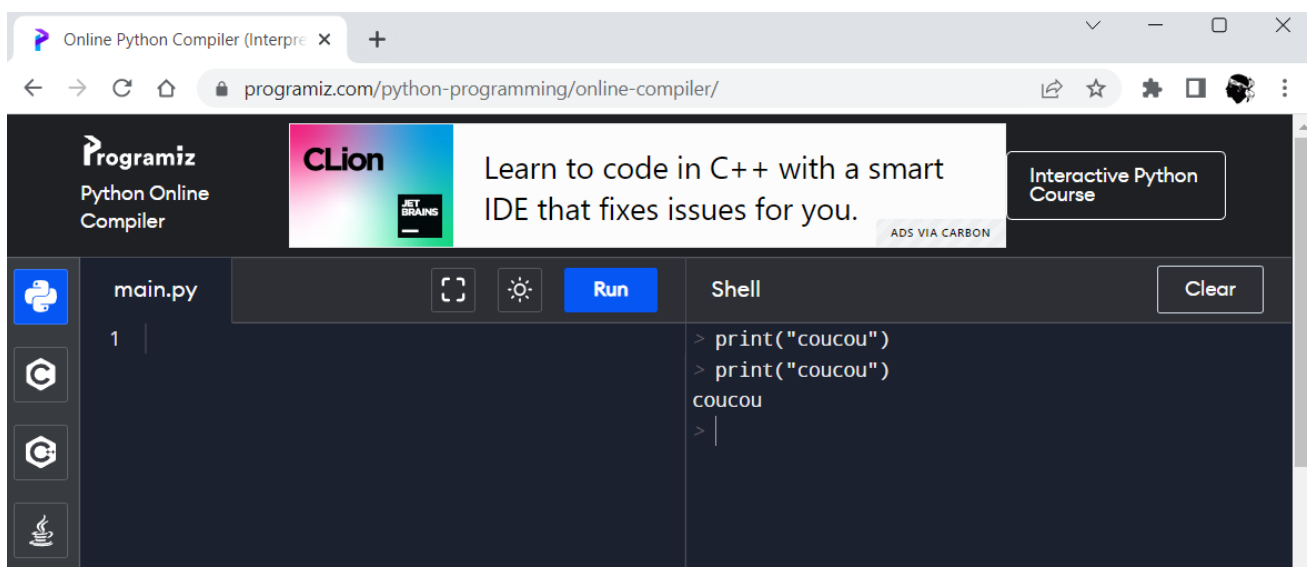 Online Python Compiler (Interpre
programiz.com/python-programming/online-compiler/
Programiz
Python Online
Compiler
CLion
JET
BRAINS
Learn to code in C++ with a smart
IDE that fixes issues for you.
ADS VIA CARBON
Interactive Python
Course
main.py
Run
Shell
Clear
1
> print("coucou")
> print("coucou")
coucou
>